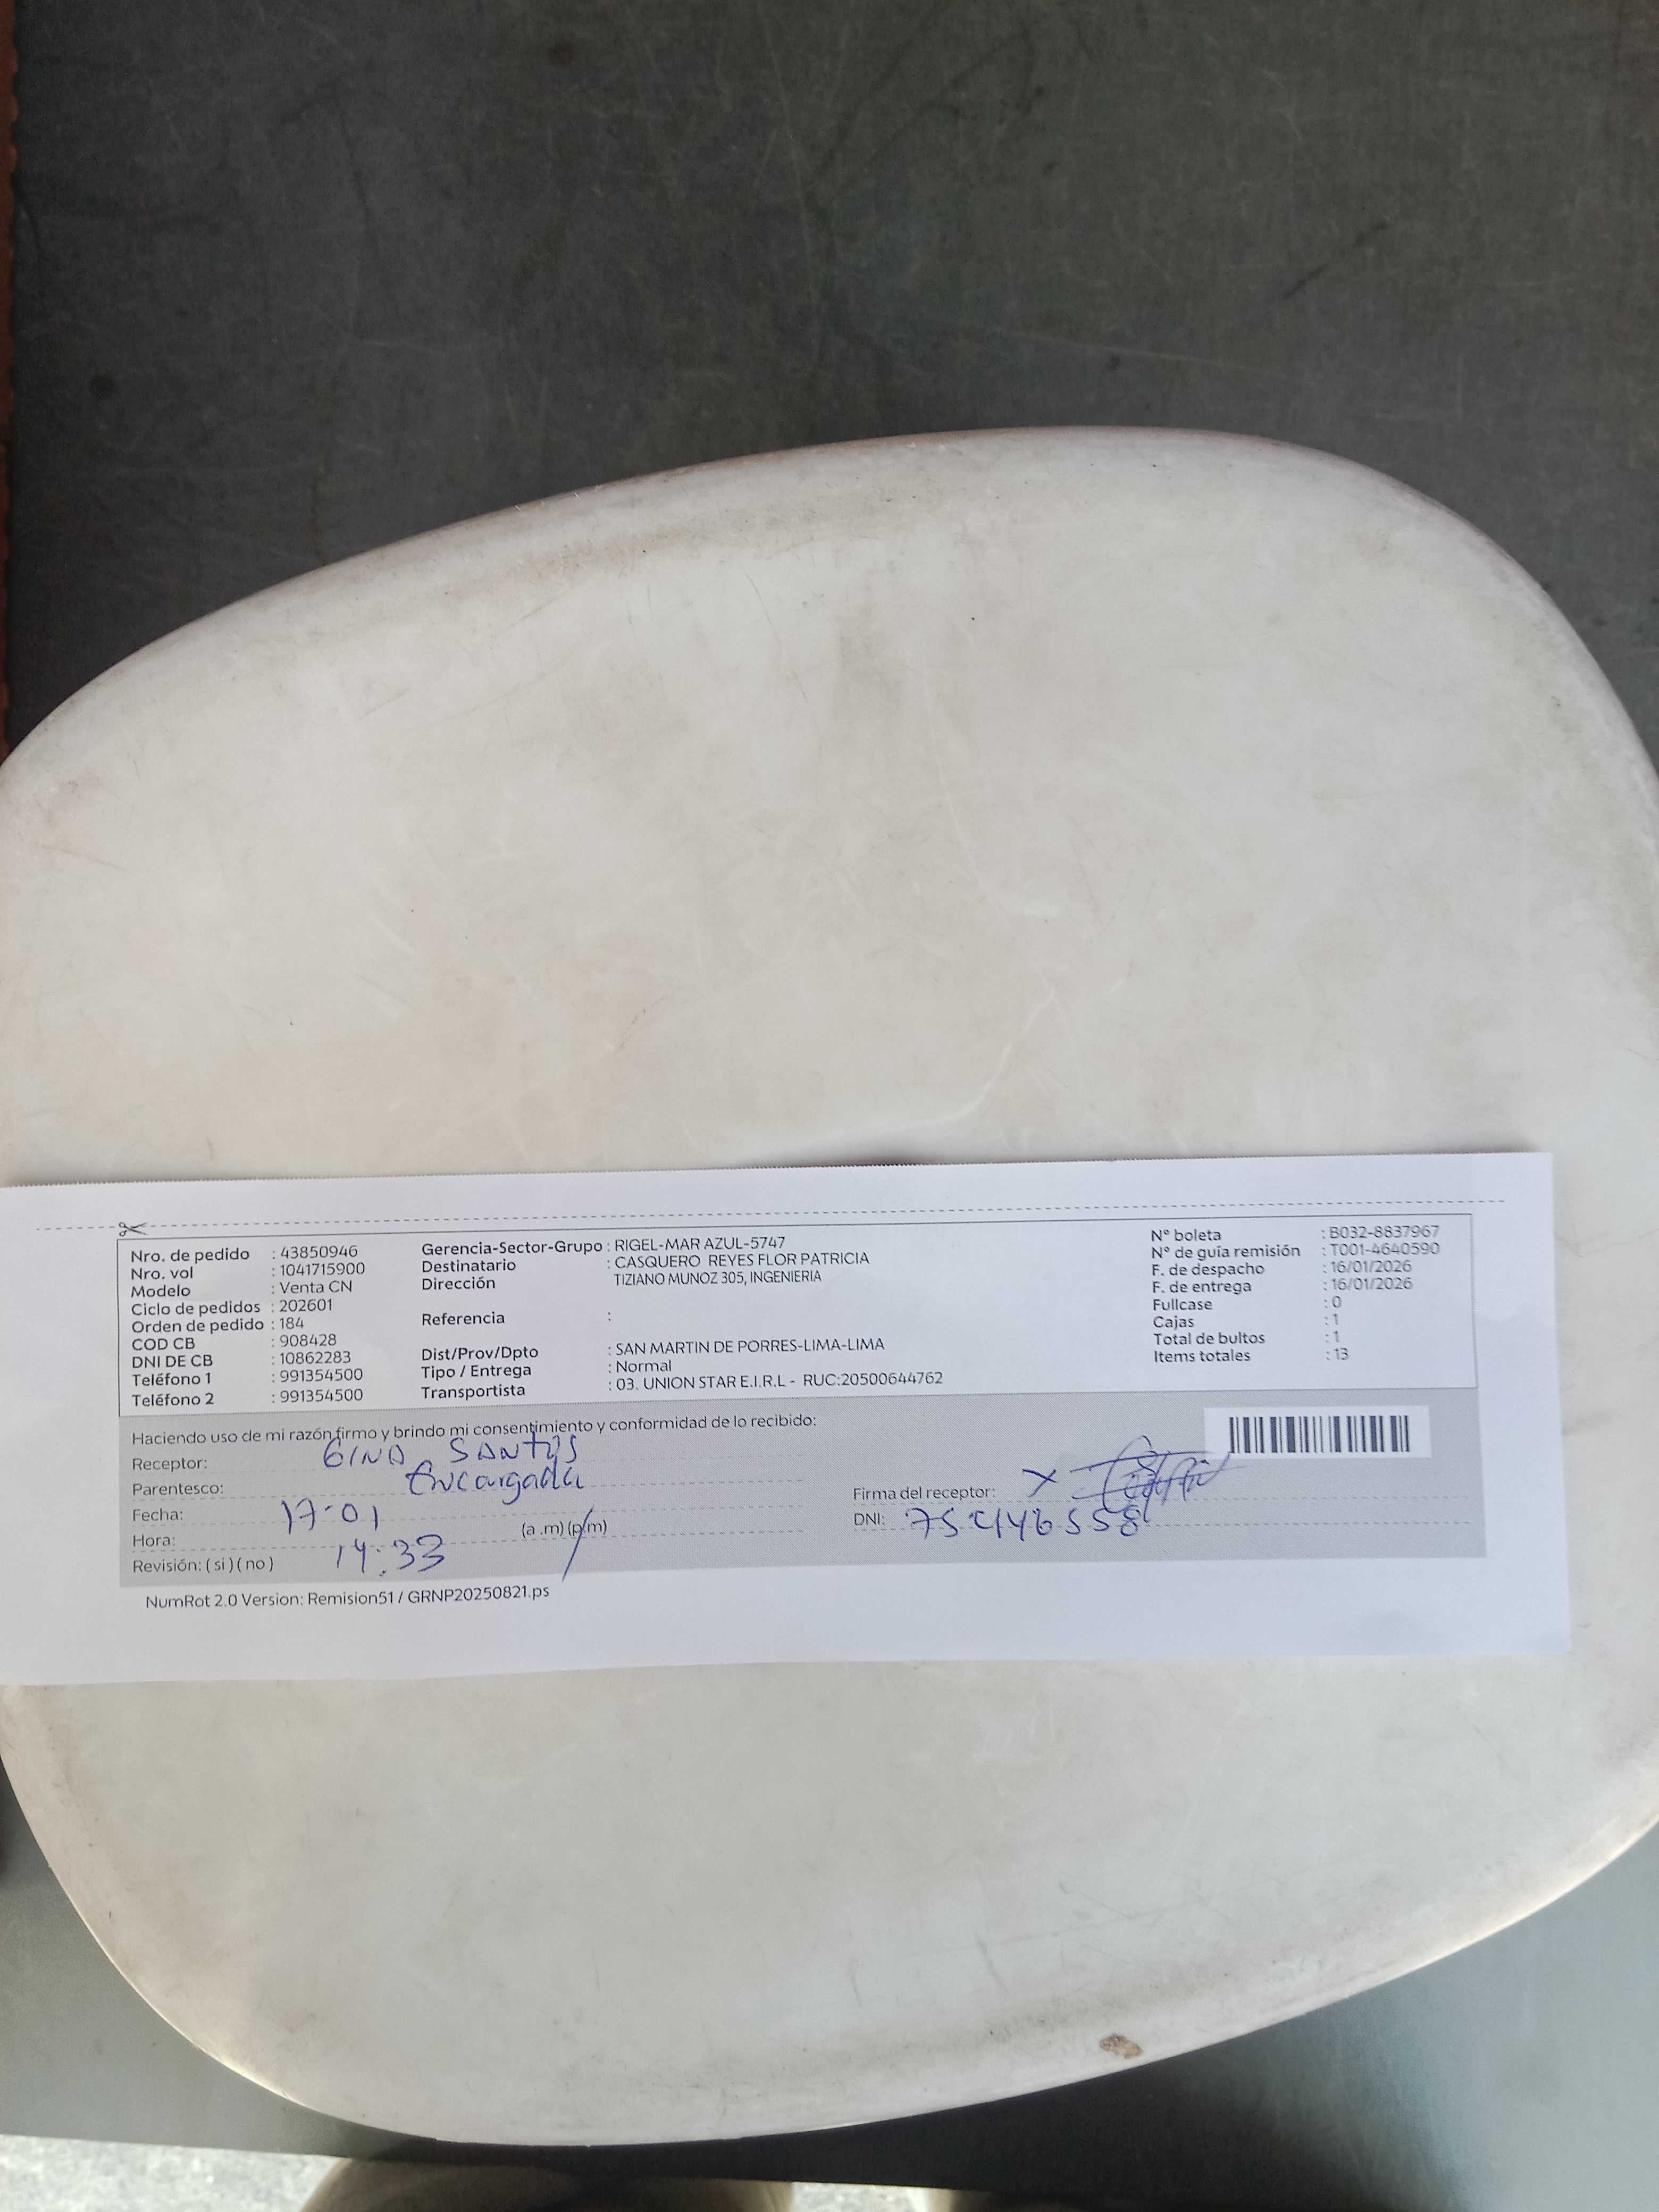 Nro. de pedido : 43850946
Nro. vol : 1041715900
Modelo : Venta CN
Ciclo de pedidos : 202601
Orden de pedido : 184
COD CB : 908428
DNI DE CB : 10862283
Teléfono 1 : 991354500
Teléfono 2 : 991354500
Gerencia-Sector-Grupo : RIGEL-MAR AZUL-5747
Destinatario : CASQUERO REYES FLOR PATRICIA
Dirección TIZIANO MUNOZ 305, INGENIERIA
Referencia :
Dist/Prov/Dpto : SAN MARTIN DE PORRES-LIMA-LIMA
Tipo / Entrega : Normal
Transportista : 03. UNION STAR E.I.R.L - RUC:20500644762
N° boleta : B032-8837967
N° de guía remisión : T001-4640590
F. de despacho : 16/01/2026
F. de entrega : 16/01/2026
Fullcase : 0
Cajas : 1
Total de bultos : 1
Items totales : 13
Haciendo uso de mi razón firmo y brindo mi consentimiento y conformidad de lo recibido:
Receptor: GINA SANTOS
Parentesco: Encargada
Fecha: 17-01
Hora: 14:33 (a .m) (p.m)
Revisión: ( si ) ( no )
Firma del receptor: X
DNI:
NumRot 2.0 Version: Remision51 / GRNP20250821.ps